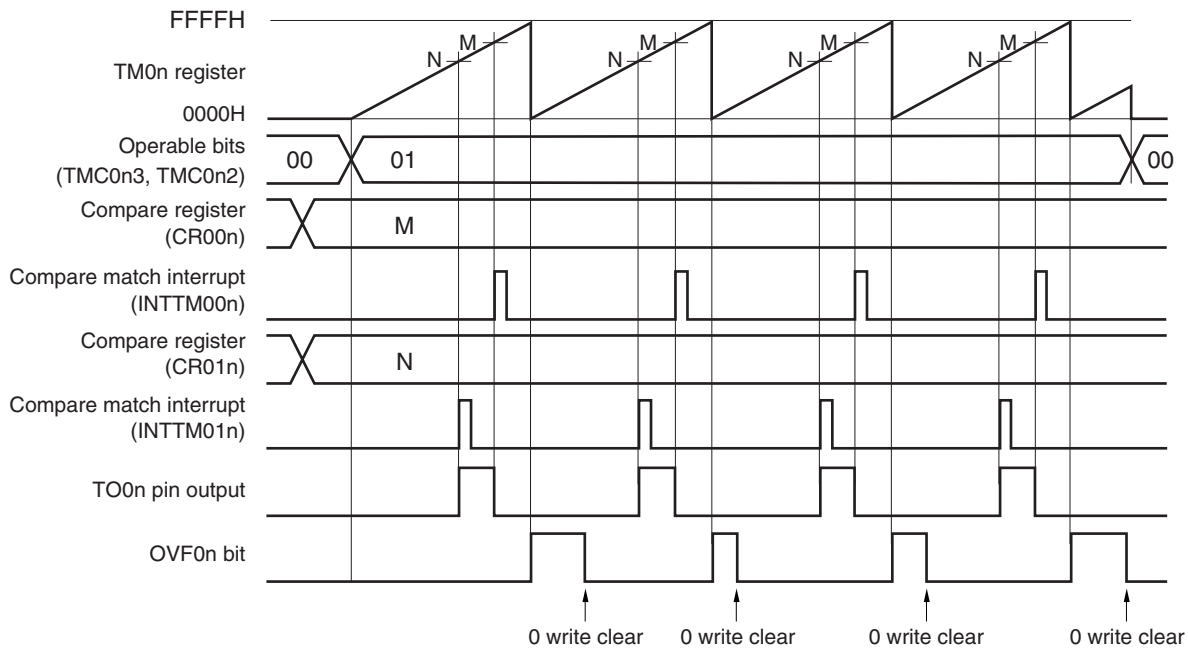 FFFFH
M M M M
N N N N
TM0n register
0000H
Operable bits
(TMC0n3, TMC0n2)
00 01 00
Compare register
(CR00n)
M
Compare match interrupt
(INTTM00n)
Compare register
(CR01n)
N
Compare match interrupt
(INTTM01n)
TO0n pin output
OVF0n bit
0 write clear 0 write clear 0 write clear 0 write clear